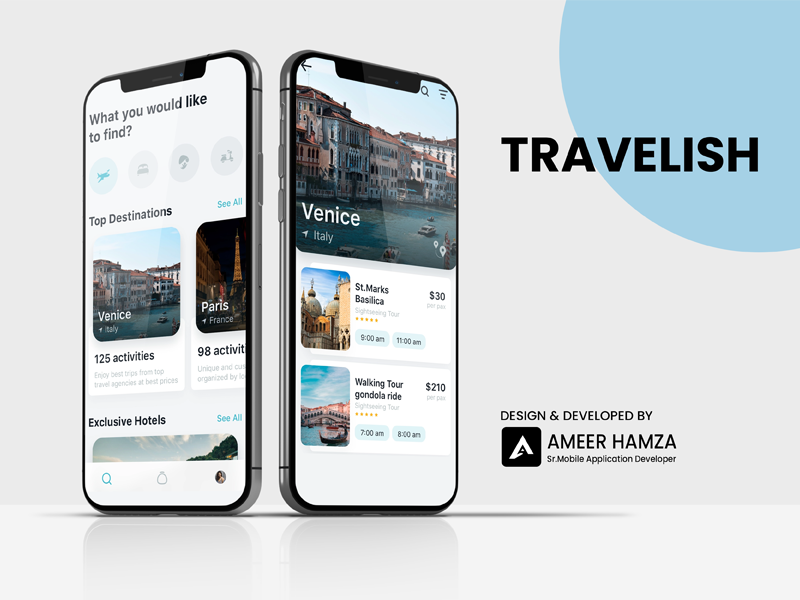 What you would like
to find?
Top Destinations
See All
Venice
Italy
125 activities
Enjoy best trips from top
travel agencies at best prices
Paris
France
98 activit
Unique and cus
organized by lo
Exclusive Hotels
See All
Venice
Italy
St.Marks
Basilica
$30
per pax
Sightseeing Tour
9:00 am
11:00 am
Walking Tour
gondola ride
$210
per pax
Sightseeing Tour
7:00 am
8:00 am
TRAVELISH
DESIGN & DEVELOPED BY
AMEER HAMZA
Sr.Mobile Application Developer